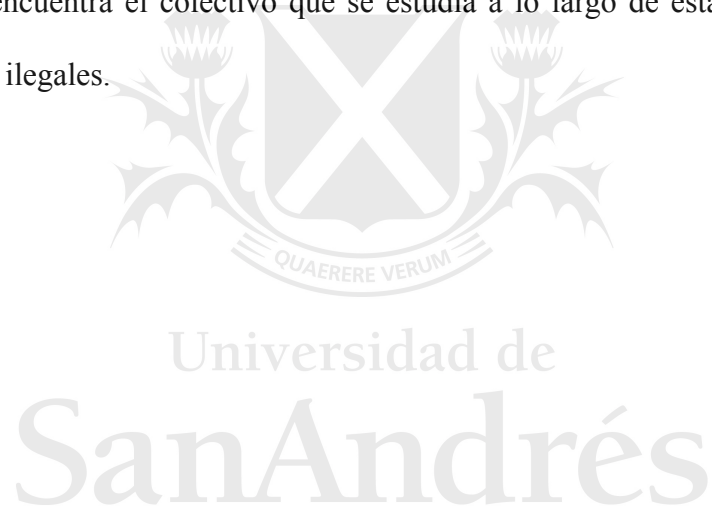 encuentra el colectivo que se estudia a lo largo de esta
ilegales.
QUAERERE VERUM
Universidad de
SanAndrés